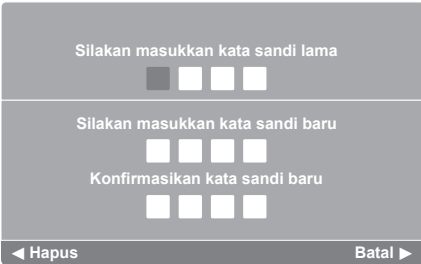 Silakan masukkan kata sandi lama
Silakan masukkan kata sandi baru
Konfirmasikan kata sandi baru
◀ Hapus Batal ▶